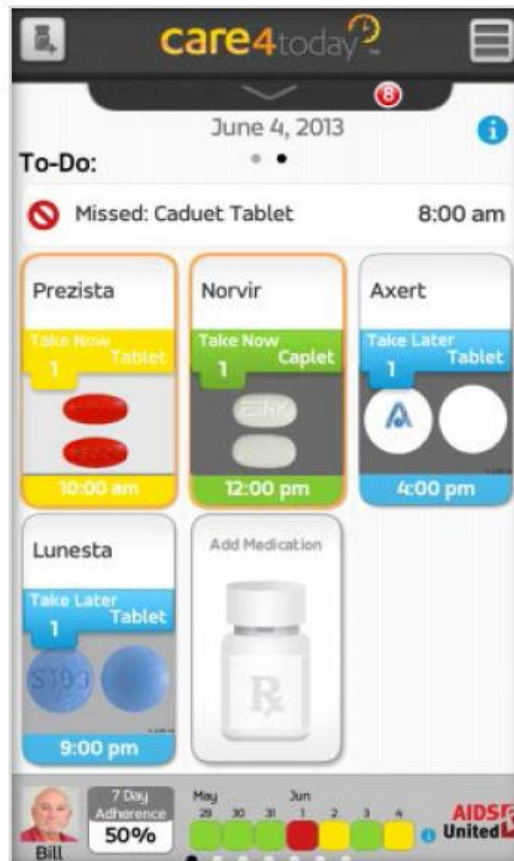 care4today
8
June 4, 2013
To-Do:
Missed: Caduet Tablet 8:00 am
Prezista
Take Now
Tablet
1
10:00 am
Norvir
Take Now
Caplet
1
12:00 pm
Axert
Take Later
Tablet
1
A
4:00 pm
Lunesta
Take Later
Tablet
1
S193
9:00 pm
Add Medication
Rx
Bill
7 Day
Adherence
50%
May Jun
29 30 31 1 2 3 4
AIDS
United